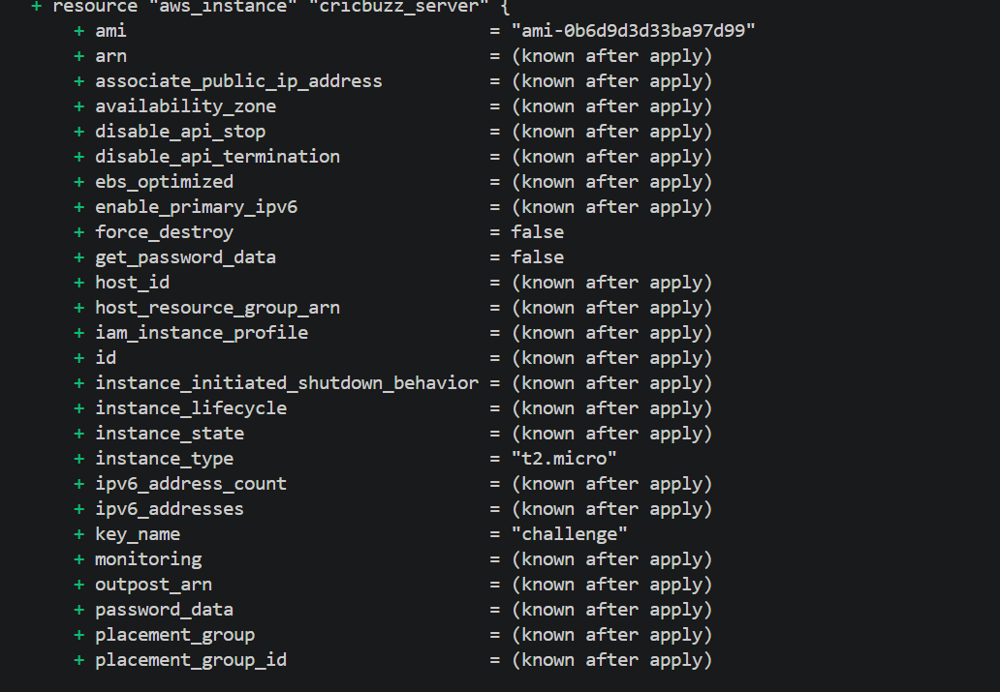 + resource "aws_instance" "cricbuzz_server" {
+ ami = "ami-0b6d9d3d33ba97d99"
+ arn = (known after apply)
+ associate_public_ip_address = (known after apply)
+ availability_zone = (known after apply)
+ disable_api_stop = (known after apply)
+ disable_api_termination = (known after apply)
+ ebs_optimized = (known after apply)
+ enable_primary_ipv6 = (known after apply)
+ force_destroy = false
+ get_password_data = false
+ host_id = (known after apply)
+ host_resource_group_arn = (known after apply)
+ iam_instance_profile = (known after apply)
+ id = (known after apply)
+ instance_initiated_shutdown_behavior = (known after apply)
+ instance_lifecycle = (known after apply)
+ instance_state = (known after apply)
+ instance_type = "t2.micro"
+ ipv6_address_count = (known after apply)
+ ipv6_addresses = (known after apply)
+ key_name = "challenge"
+ monitoring = (known after apply)
+ outpost_arn = (known after apply)
+ password_data = (known after apply)
+ placement_group = (known after apply)
+ placement_group_id = (known after apply)